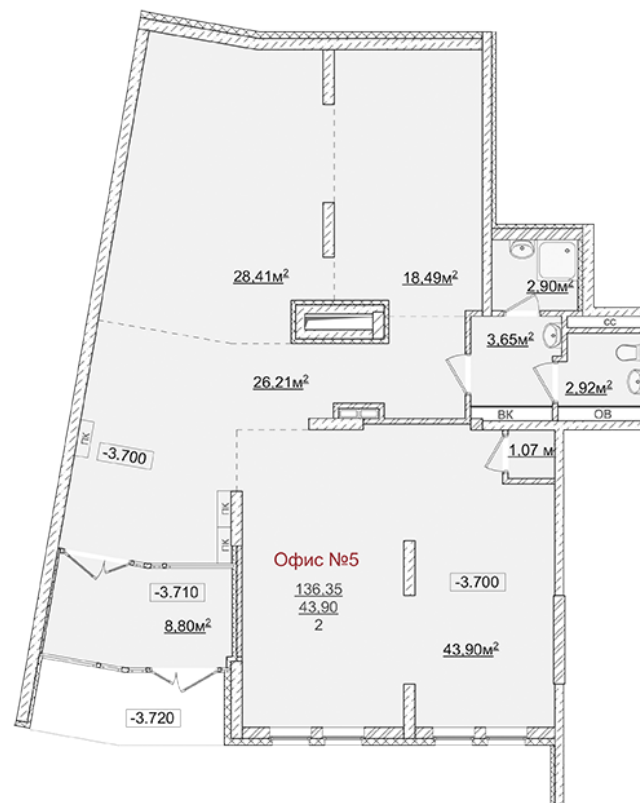 28,41м²
18,49м²
2,90м²
3,65м²
СС
26,21м²
2,92м²
ВК
ОВ
ПК
-3.700
1,07 м
ПК
ПК
Офис №5
136.35
43.90
2
-3.700
-3.710
8,80м²
43,90м²
-3.720